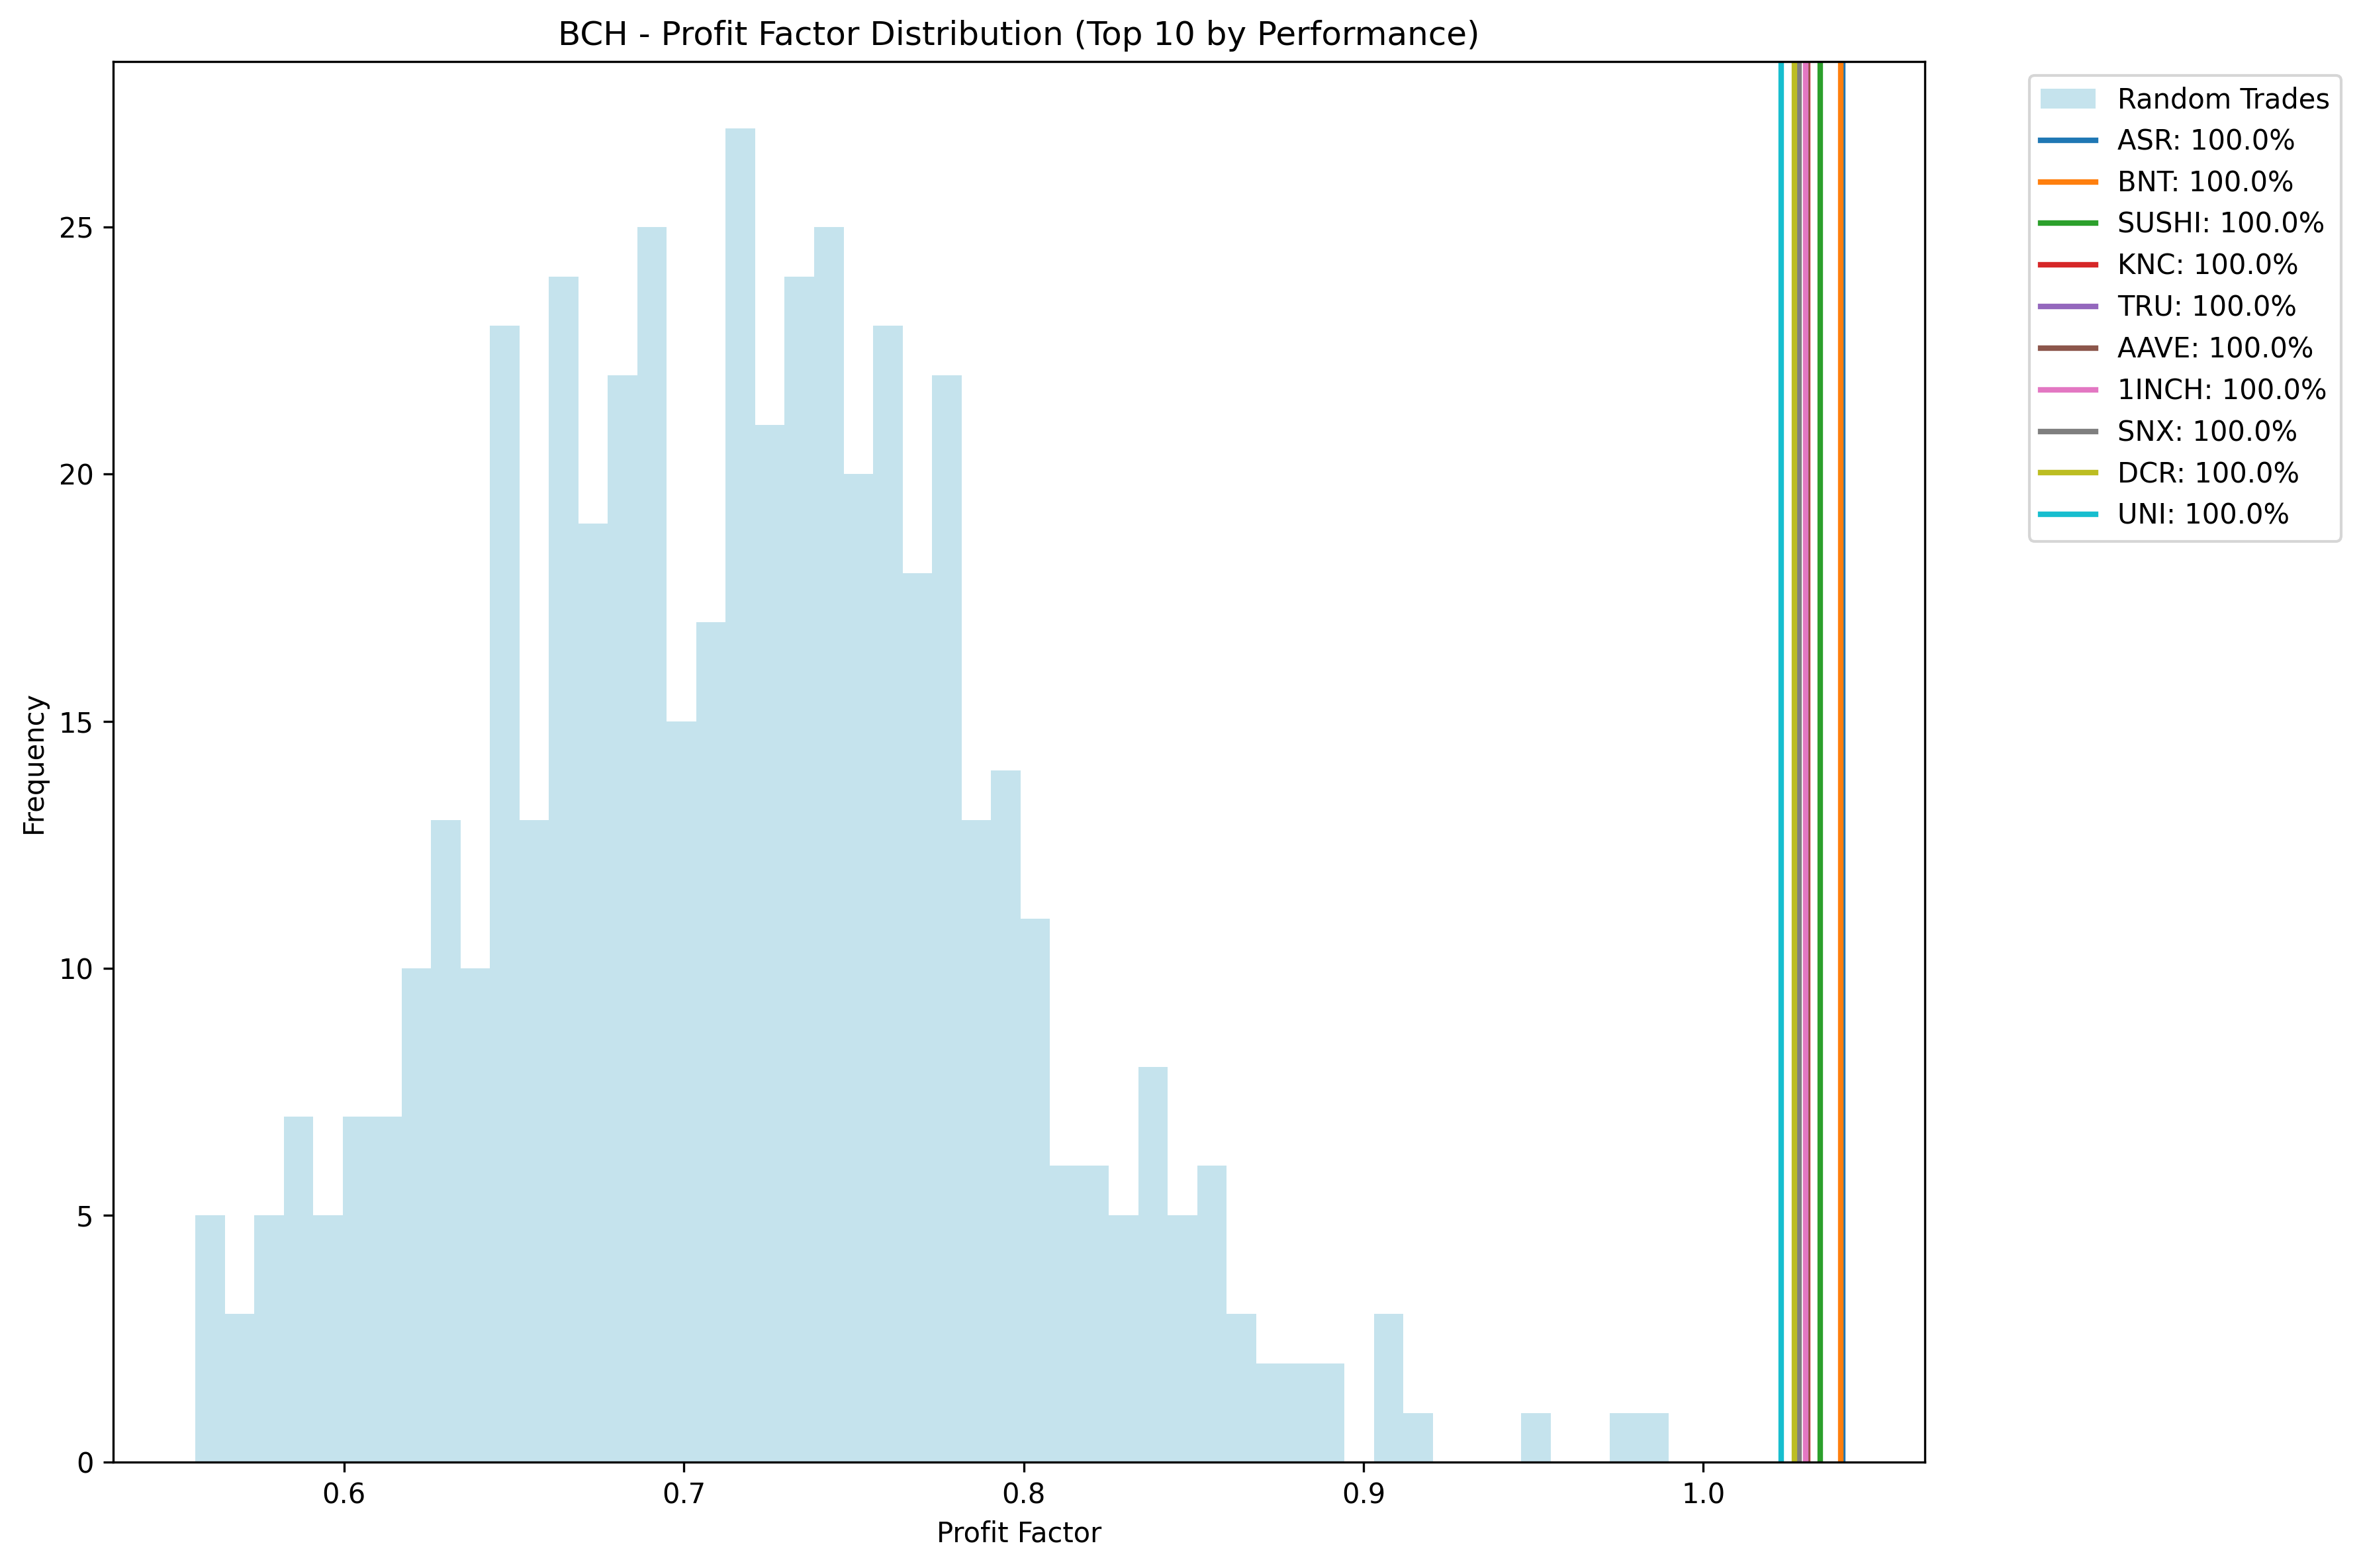 BCH - Profit Factor Distribution (Top 10 by Performance)
Random Trades
ASR: 100.0%
BNT: 100.0%
SUSHI: 100.0%
KNC: 100.0%
TRU: 100.0%
AAVE: 100.0%
1INCH: 100.0%
SNX: 100.0%
DCR: 100.0%
UNI: 100.0%
Frequency
25
20
15
10
5
0
0.6 0.7 0.8 0.9 1.0
Profit Factor